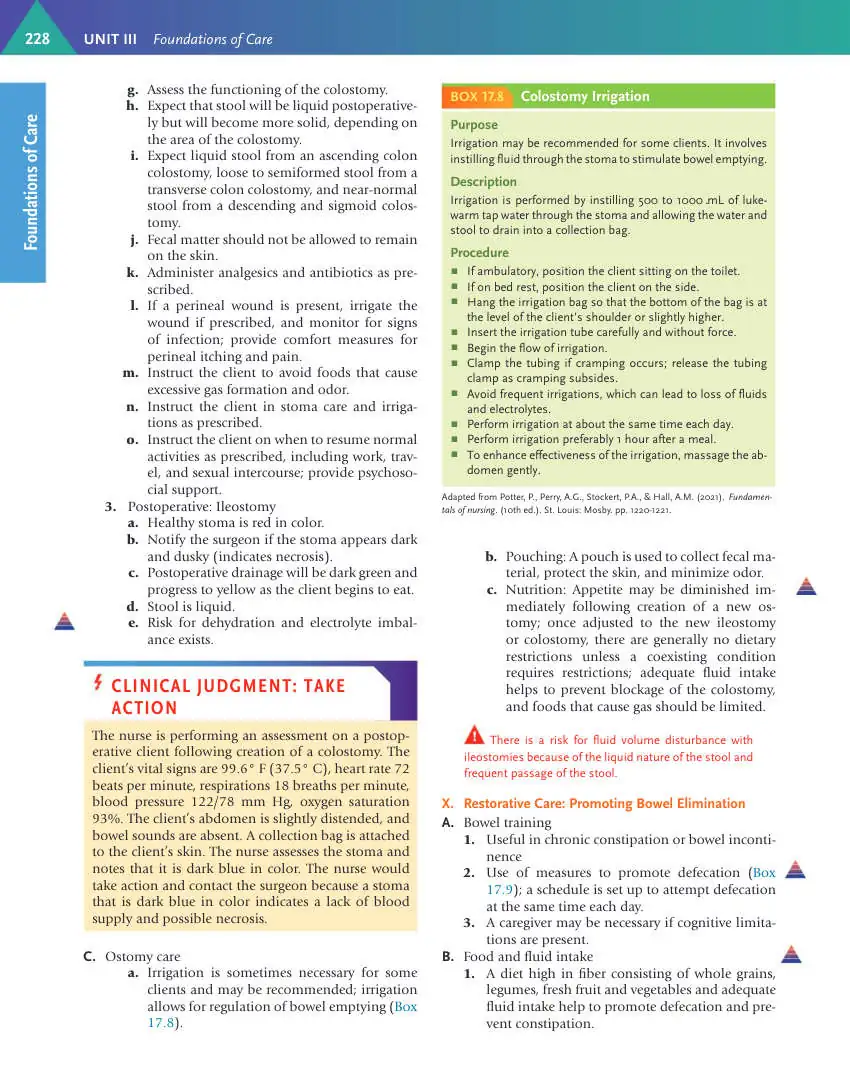 228 UNIT III Foundations of Care
Foundations of Care
g. Assess the functioning of the colostomy.
h. Expect that stool will be liquid postoperative-
ly but will become more solid, depending on
the area of the colostomy.
i. Expect liquid stool from an ascending colon
colostomy, loose to semiformed stool from a
transverse colon colostomy, and near-normal
stool from a descending and sigmoid colos-
tomy.
j. Fecal matter should not be allowed to remain
on the skin.
k. Administer analgesics and antibiotics as pre-
scribed.
l. If a perineal wound is present, irrigate the
wound if prescribed, and monitor for signs
of infection; provide comfort measures for
perineal itching and pain.
m. Instruct the client to avoid foods that cause
excessive gas formation and odor.
n. Instruct the client in stoma care and irriga-
tions as prescribed.
o. Instruct the client on when to resume normal
activities as prescribed, including work, trav-
el, and sexual intercourse; provide psychoso-
cial support.
3. Postoperative: Ileostomy
a. Healthy stoma is red in color.
b. Notify the surgeon if the stoma appears dark
and dusky (indicates necrosis).
c. Postoperative drainage will be dark green and
progress to yellow as the client begins to eat.
d. Stool is liquid.
e. Risk for dehydration and electrolyte imbal-
ance exists.
CLINICAL JUDGMENT: TAKE
ACTION
The nurse is performing an assessment on a postop-
erative client following creation of a colostomy. The
client's vital signs are 99.6° F (37.5° C), heart rate 72
beats per minute, respirations 18 breaths per minute,
blood pressure 122/78 mm Hg, oxygen saturation
93%. The client's abdomen is slightly distended, and
bowel sounds are absent. A collection bag is attached
to the client's skin. The nurse assesses the stoma and
notes that it is dark blue in color. The nurse would
take action and contact the surgeon because a stoma
that is dark blue in color indicates a lack of blood
supply and possible necrosis.
C. Ostomy care
a. Irrigation is sometimes necessary for some
clients and may be recommended; irrigation
allows for regulation of bowel emptying (Box
17.8).
BOX 17.8 Colostomy Irrigation
Purpose
Irrigation may be recommended for some clients. It involves
instilling fluid through the stoma to stimulate bowel emptying.
Description
Irrigation is performed by instilling 500 to 1000 mL of luke-
warm tap water through the stoma and allowing the water and
stool to drain into a collection bag.
Procedure
■ If ambulatory, position the client sitting on the toilet.
■ If on bed rest, position the client on the side.
■ Hang the irrigation bag so that the bottom of the bag is at
the level of the client's shoulder or slightly higher.
■ Insert the irrigation tube carefully and without force.
■ Begin the flow of irrigation.
■ Clamp the tubing if cramping occurs; release the tubing
clamp as cramping subsides.
■ Avoid frequent irrigations, which can lead to loss of fluids
and electrolytes.
■ Perform irrigation at about the same time each day.
■ Perform irrigation preferably 1 hour after a meal.
■ To enhance effectiveness of the irrigation, massage the ab-
domen gently.
Adapted from Potter, P., Perry, A.G., Stockert, P.A., & Hall, A.M. (2021). Fundamen-
tals of nursing. (10th ed.). St. Louis: Mosby. pp. 1220-1221.
b. Pouching: A pouch is used to collect fecal ma-
terial, protect the skin, and minimize odor.
c. Nutrition: Appetite may be diminished im-
mediately following creation of a new os-
tomy; once adjusted to the new ileostomy
or colostomy, there are generally no dietary
restrictions unless a coexisting condition
requires restrictions; adequate fluid intake
helps to prevent blockage of the colostomy,
and foods that cause gas should be limited.
There is a risk for fluid volume disturbance with
ileostomies because of the liquid nature of the stool and
frequent passage of the stool.
X. Restorative Care: Promoting Bowel Elimination
A. Bowel training
1. Useful in chronic constipation or bowel inconti-
nence
2. Use of measures to promote defecation (Box
17.9); a schedule is set up to attempt defecation
at the same time each day.
3. A caregiver may be necessary if cognitive limita-
tions are present.
B. Food and fluid intake
1. A diet high in fiber consisting of whole grains,
legumes, fresh fruit and vegetables and adequate
fluid intake help to promote defecation and pre-
vent constipation.